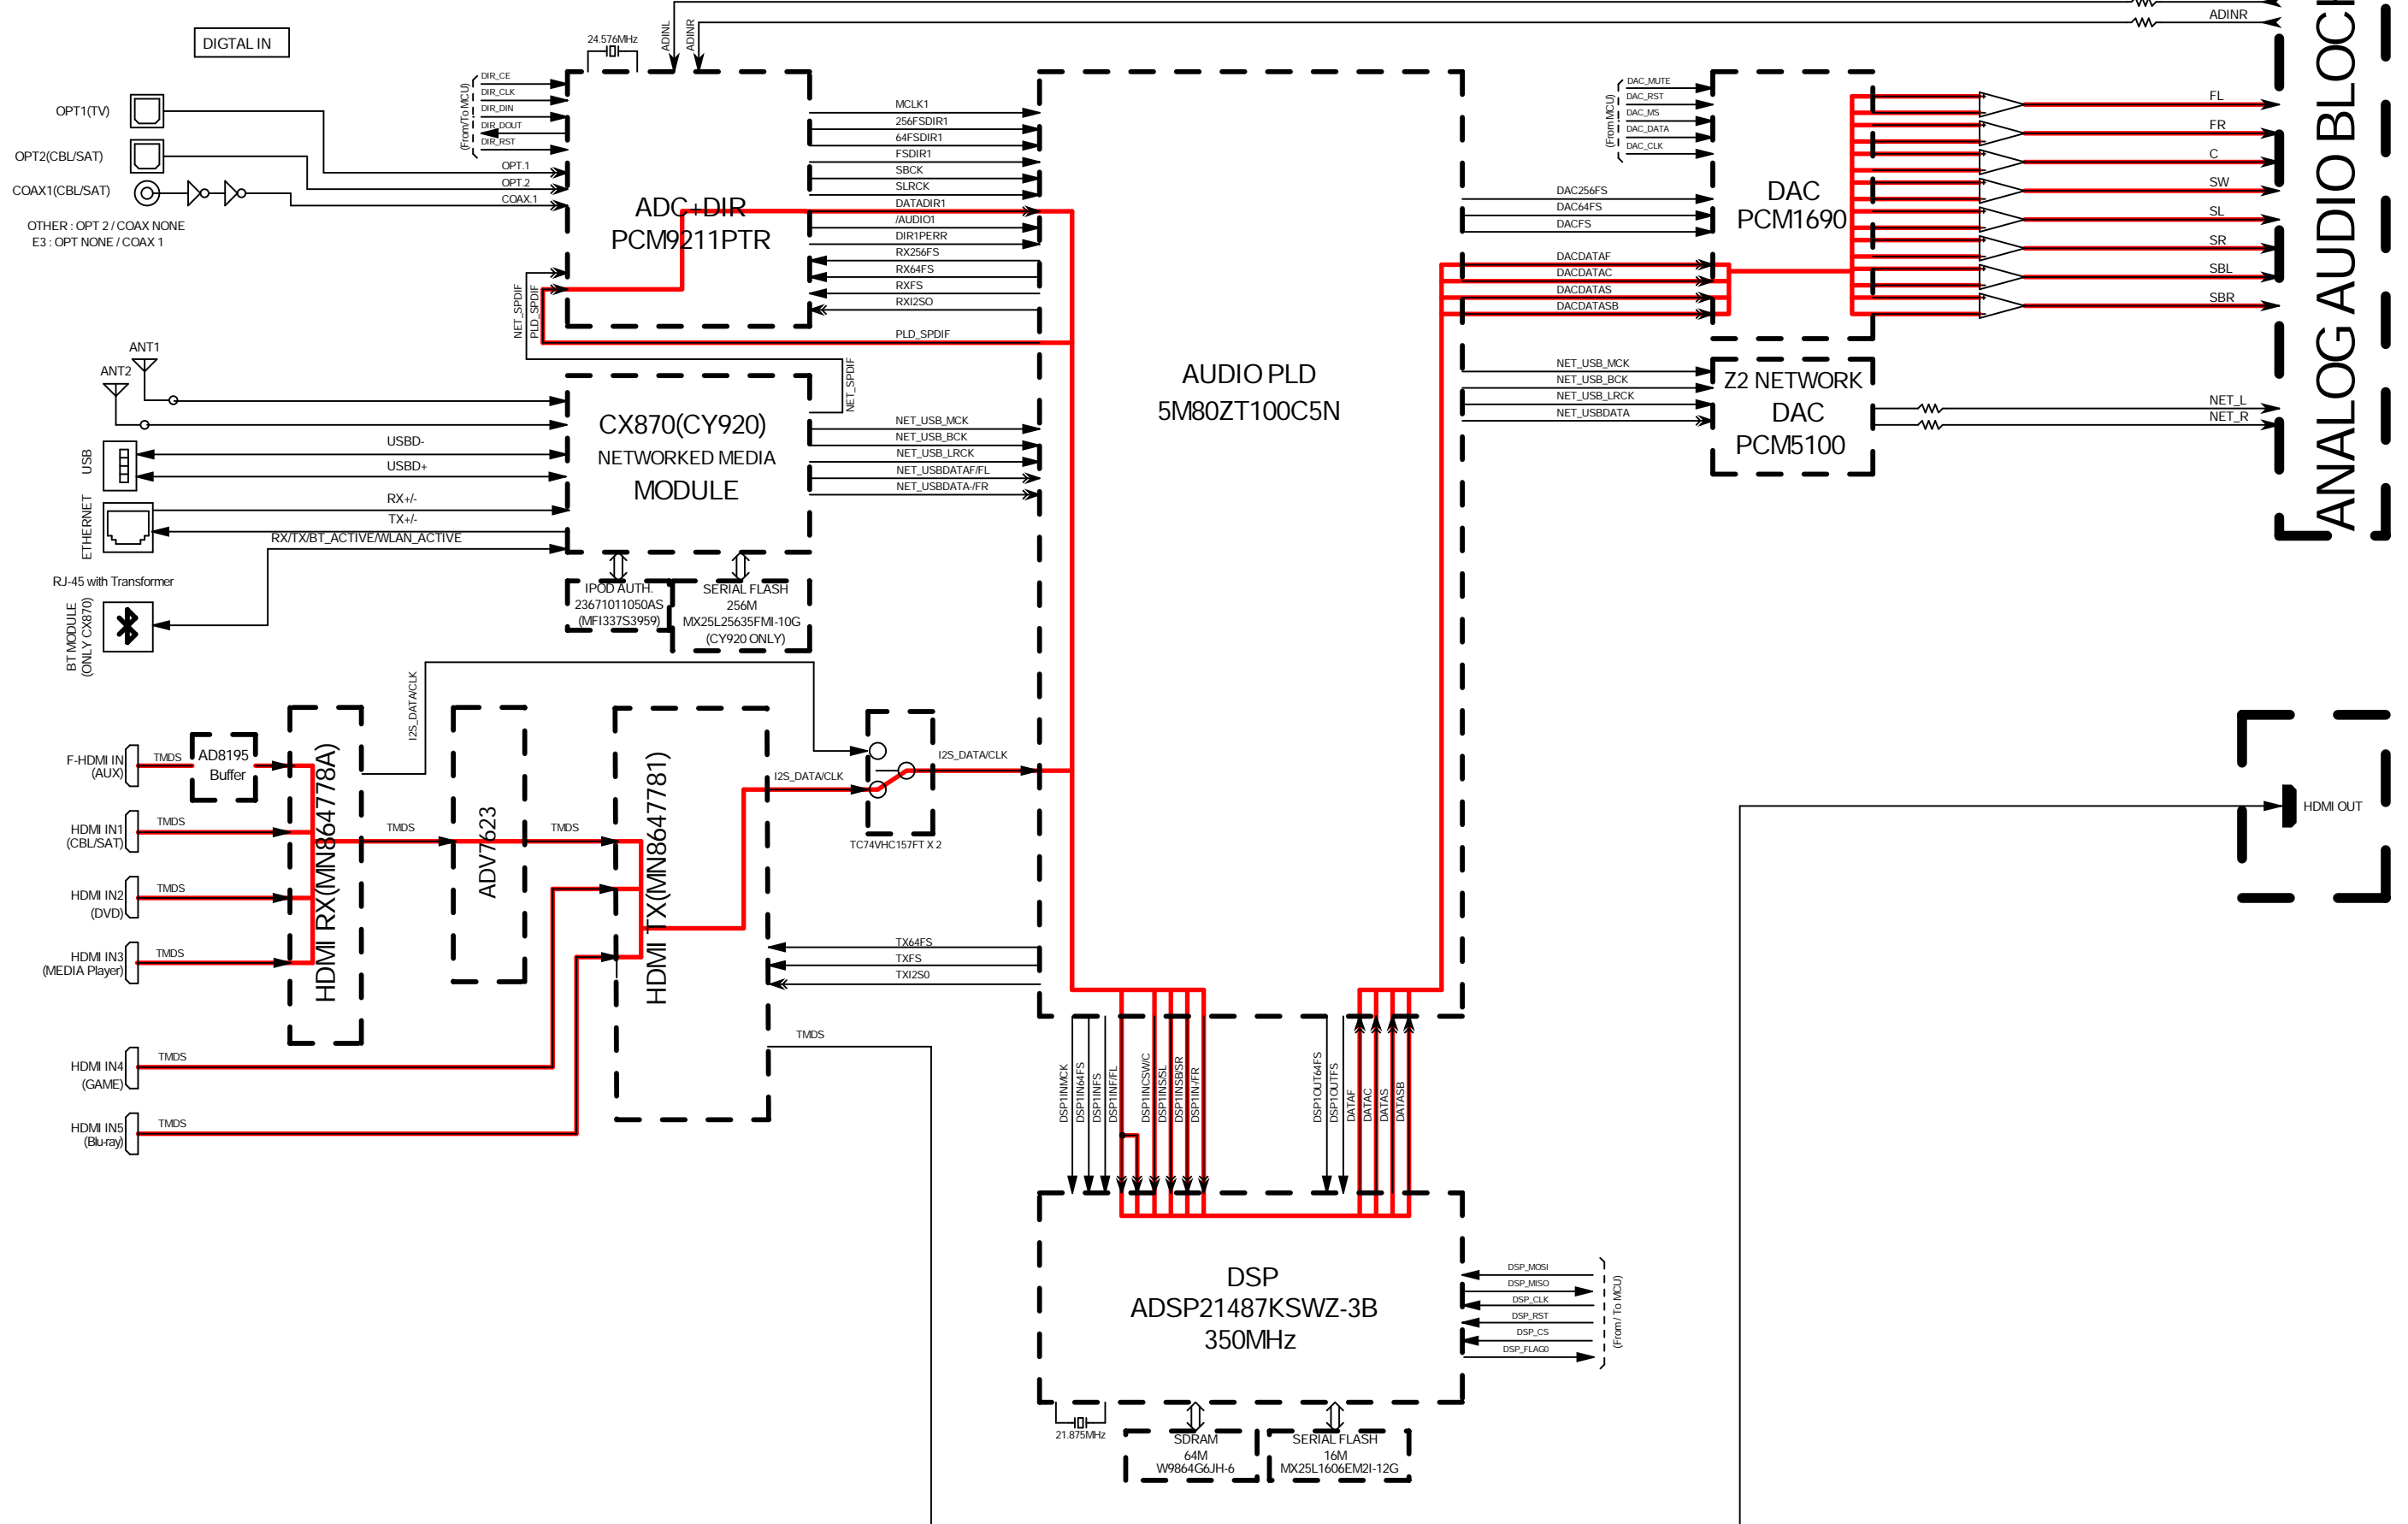 DIGTAL IN
OPT1(TV)
OPT2(CBL/SAT)
COAX1(CBL/SAT)
OTHER : OPT 2 / COAX NONE
E3 : OPT NONE / COAX 1
24.576MHz
ADINL
ADINR
ADINR
(From/To MCU)
DIR_CE
DIR_CLK
DIR_DIN
DIR_DOUT
DIR_RST
OPT.1
OPT.2
COAX.1
ADC+DIR
PCM9211PTR
NET_SPDIF
PLD_SPDIF
MCLK1
256FSDIR1
64FSDIR1
FSDIR1
SBCK
SLRCK
DATADIR1
/AUDIO1
DIR1PERR
RX256FS
RX64FS
RXFS
RXI2SO
PLD_SPDIF
NET_SPDIF
AUDIO PLD
5M80ZT100C5N
(From MCU)
DAC_MUTE
DAC_RST
DAC_MS
DAC_DATA
DAC_CLK
DAC256FS
DAC64FS
DACFS
DACDATAF
DACDATAC
DACDATAS
DACDATASB
DAC
PCM1690
FL
FR
C
SW
SL
SR
SBL
SBR
ANALOG AUDIO BLOCK
NET_USB_MCK
NET_USB_BCK
NET_USB_LRCK
NET_USBDATA
Z2 NETWORK
DAC
PCM5100
NET_L
NET_R
ANT1
ANT2
USB
USBD-
USBD+
ETHERNET
RX+/-
TX+/-
RX/TX/BT_ACTIVE/WLAN_ACTIVE
RJ-45 with Transformer
BT MODULE
(ONLY CX870)
CX870(CY920)
NETWORKED MEDIA
MODULE
NET_USB_MCK
NET_USB_BCK
NET_USB_LRCK
NET_USBDATAF/FL
NET_USBDATA-/FR
IPOD AUTH.
23671011050AS
(MFI337S3959)
SERIAL FLASH
256M
MX25L25635FMI-10G
(CY920 ONLY)
I2S_DATA/CLK
F-HDMI IN
(AUX)
TMDS
AD8195
Buffer
HDMI IN1
(CBL/SAT)
TMDS
HDMI IN2
(DVD)
TMDS
HDMI IN3
(MEDIA Player)
TMDS
HDMI IN4
(GAME)
TMDS
HDMI IN5
(Blu-ray)
TMDS
HDMI RX(MN864778A)
TMDS
ADV7623
TMDS
HDMI TX(MN8647781)
I2S_DATA/CLK
I2S_DATA/CLK
TC74VHC157FT X 2
TX64FS
TXFS
TXI2S0
TMDS
HDMI OUT
DSP1INMCK
DSP1IN64FS
DSP1INFS
DSP1INF/FL
DSP1INCSW/C
DSP1INS/SL
DSP1INSB/SR
DSP1IN-/FR
DSP1OUT64FS
DSP1OUTFS
DATAF
DATAC
DATAS
DATASB
DSP
ADSP21487KSWZ-3B
350MHz
DSP_MOSI
DSP_MISO
DSP_CLK
DSP_RST
DSP_CS
DSP_FLAG0
(From / To MCU)
21.875MHz
SDRAM
64M
W9864G6JH-6
SERIAL FLASH
16M
MX25L1606EM2I-12G